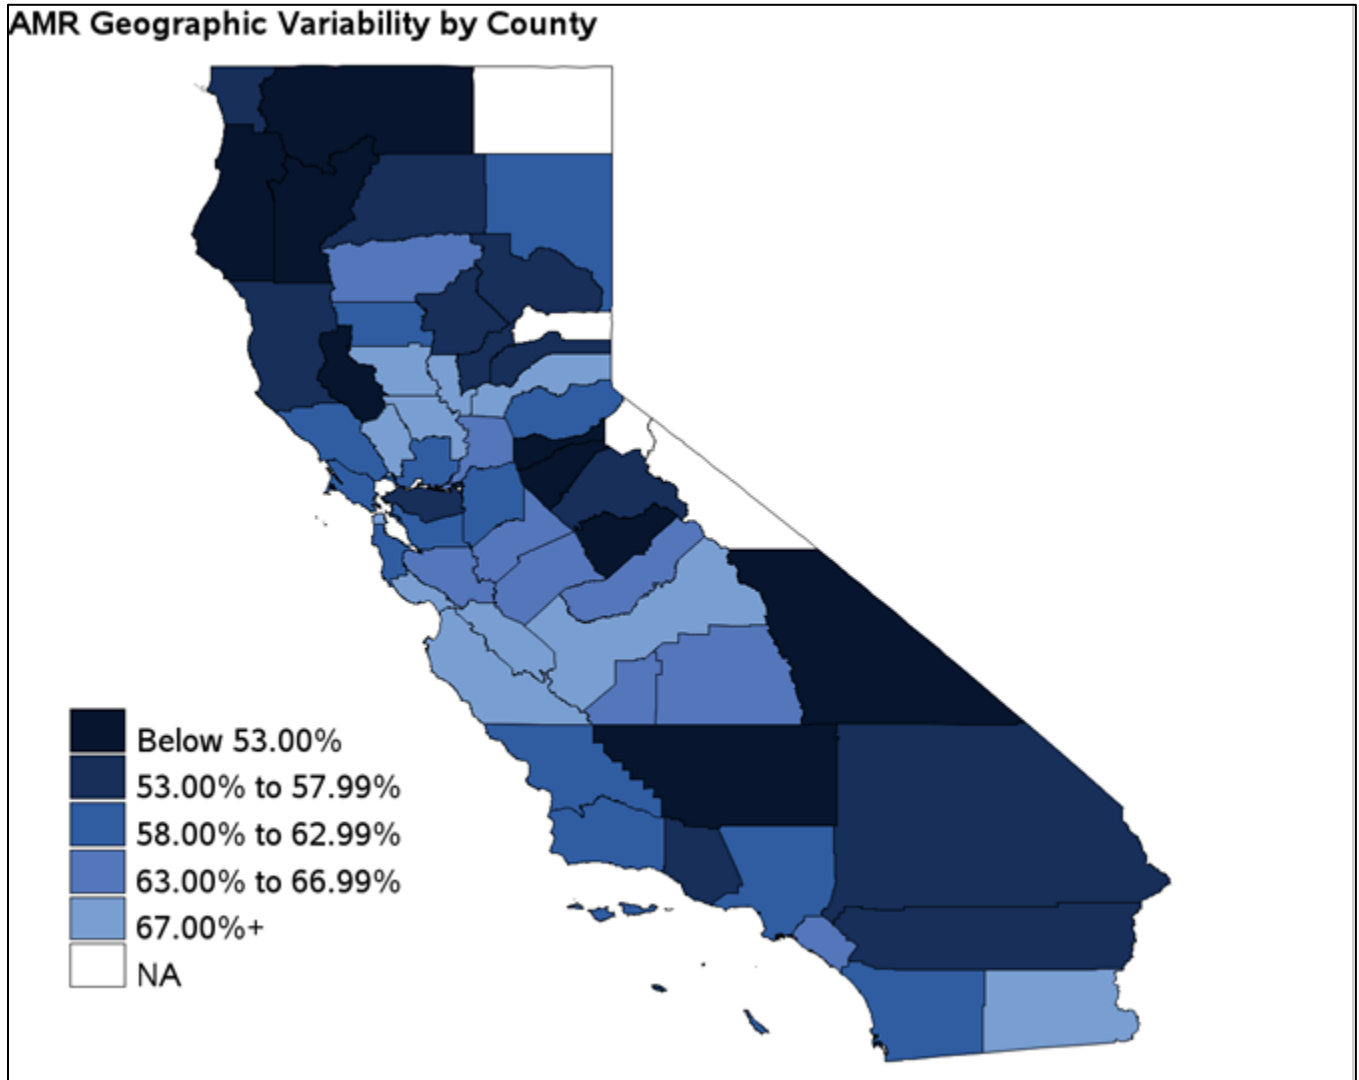 AMR Geographic Variability by County
Below 53.00%
53.00% to 57.99%
58.00% to 62.99%
63.00% to 66.99%
67.00%+
NA